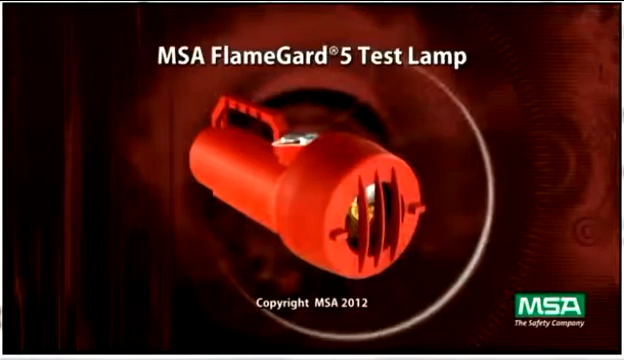 MSA FlameGard®5 Test Lamp
Copyright MSA 2012
MSA
The Safety Company